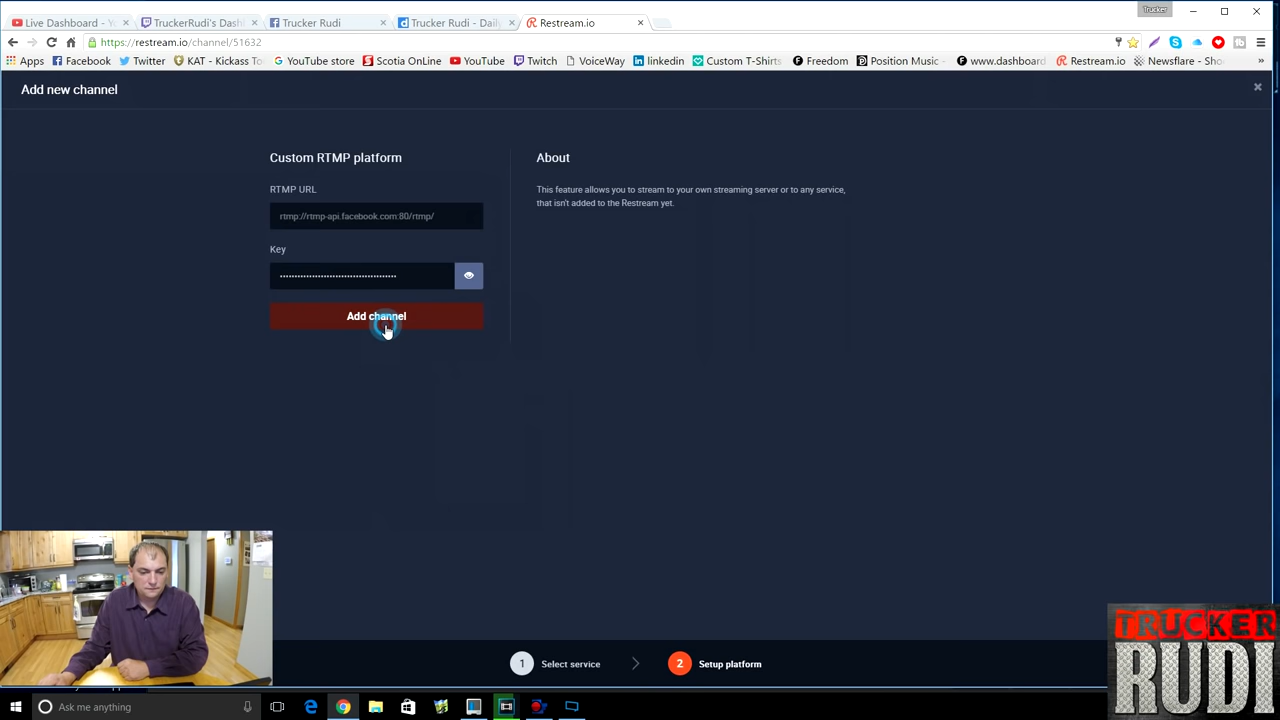 Trucker
Live Dashboard - Yo
TruckerRudi's Dash
Trucker Rudi
Trucker Rudi - Daily
Restream.io
https://restream.io/channel/51632
Apps
Facebook
Twitter
KAT - Kickass To
YouTube store
Scotia OnLine
YouTube
Twitch
VoiceWay
linkedin
Custom T-Shirts
Freedom
Position Music -
www.dashboard
Restream.io
Newsflare - Sho
»
Add new channel
Custom RTMP platform
About
RTMP URL
This feature allows you to stream to your own streaming server or to any service,
that isn't added to the Restream yet.
rtmp://rtmp-api.facebook.com:80/rtmp/
Key
Add channel
1 Select service
2 Setup platform
Ask me anything
TRUCKER
RUDI